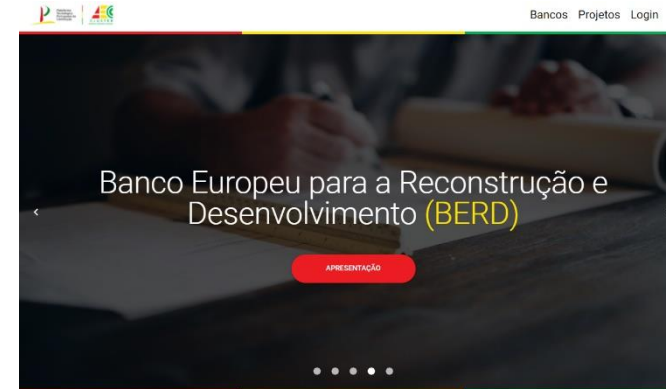 Bancos Projetos Login
Banco Europeu para a Reconstrução e
Desenvolvimento (BERD)
APRESENTAÇÃO